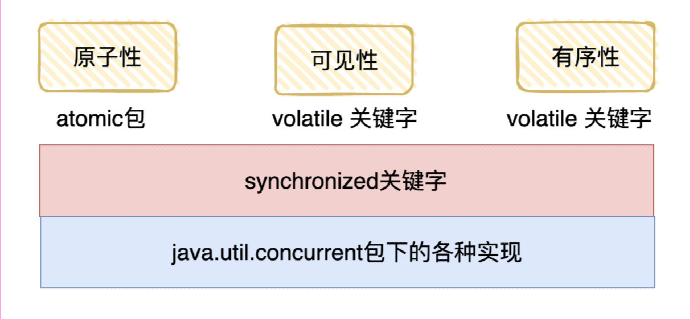 原子性 可见性 有序性
atomic包 volatile 关键字 volatile 关键字
synchronized关键字
java.util.concurrent包下的各种实现